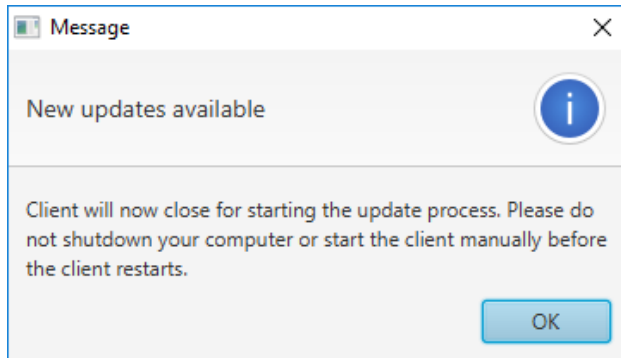 Message
New updates available
Client will now close for starting the update process. Please do
not shutdown your computer or start the client manually before
the client restarts.
OK